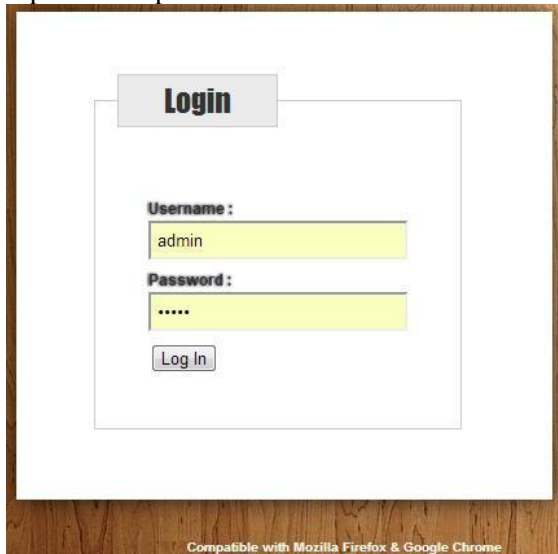 Login
Username :
admin
Password :
•••••
Log In
Compatible with Mozilla Firefox & Google Chrome